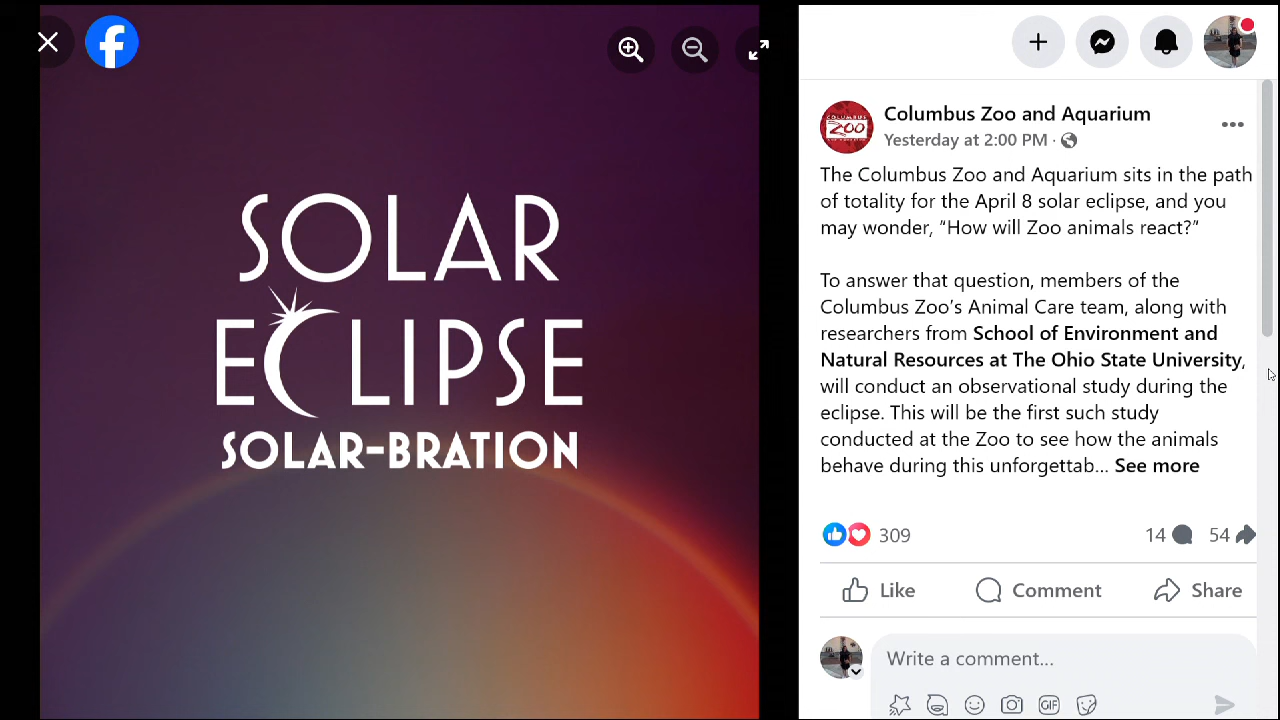 SOLAR
ECLIPSE
SOLAR-BRATION
COLUMBUS
ZOO
Columbus Zoo and Aquarium
Yesterday at 2:00 PM ·
The Columbus Zoo and Aquarium sits in the path
of totality for the April 8 solar eclipse, and you
may wonder, “How will Zoo animals react?”
To answer that question, members of the
Columbus Zoo’s Animal Care team, along with
researchers from School of Environment and
Natural Resources at The Ohio State University,
will conduct an observational study during the
eclipse. This will be the first such study
conducted at the Zoo to see how the animals
behave during this unforgettab... See more
309
14
54
Like
Comment
Share
Write a comment...
GIF